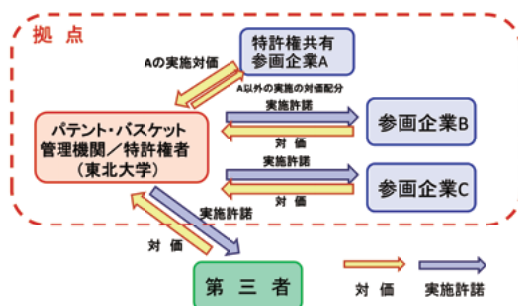 拠点
特許権共有
参画企業A
Aの実施対価
A以外の実施の対価配分
実施許諾
対 価
参画企業B
パテント・バスケット
管理機関/特許権者
(東北大学)
実施許諾
対 価
参画企業C
実施許諾
対 価
第 三 者
対 価
実施許諾